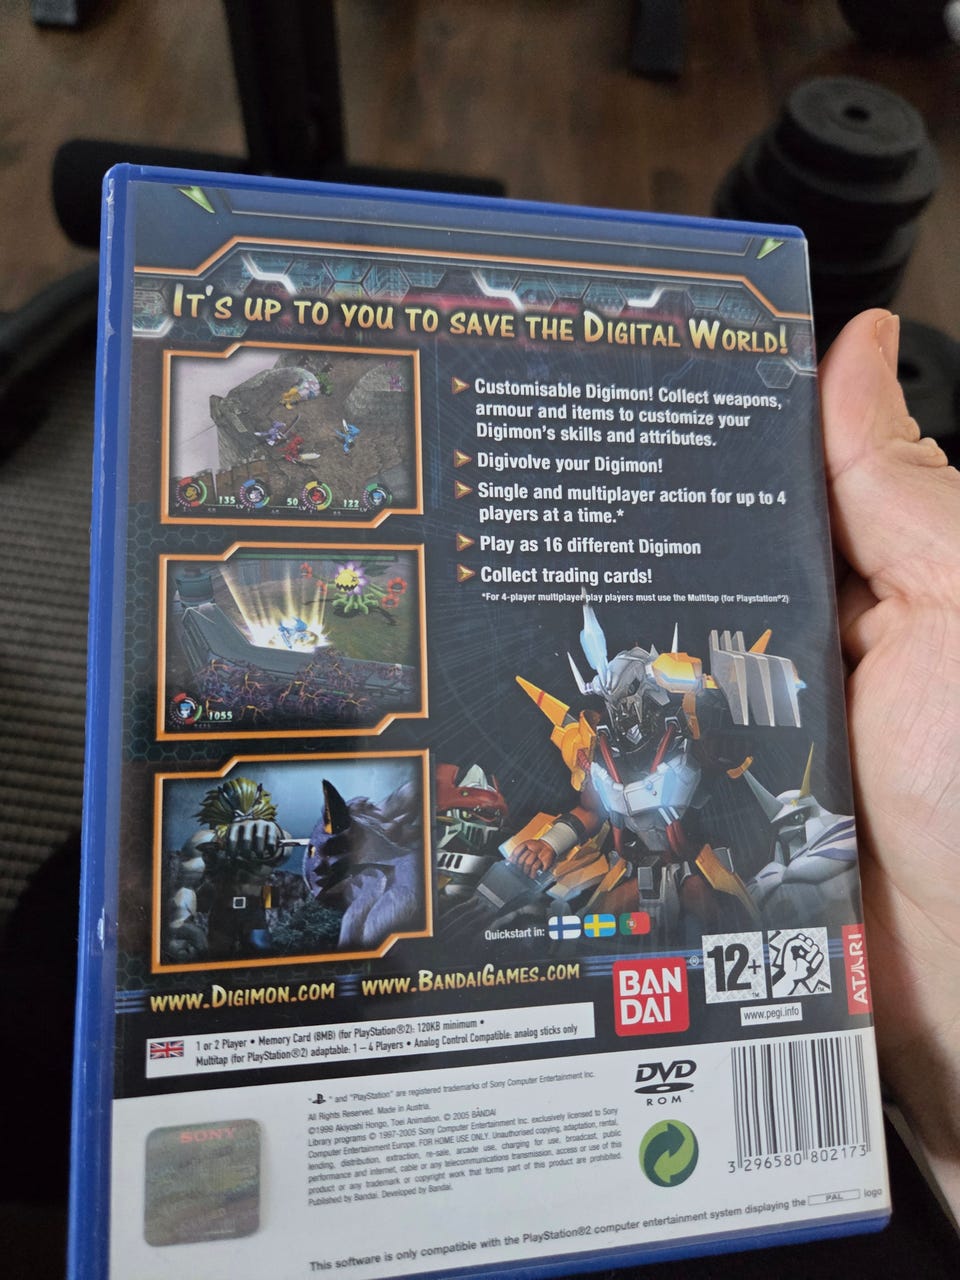 IT'S UP TO YOU TO SAVE THE DIGITAL WORLD!
Customisable Digimon! Collect weapons,
armour and items to customize your
Digimon's skills and attributes.
Digivolve your Digimon!
Single and multiplayer action for up to 4
players at a time.*
Play as 16 different Digimon
Collect trading cards!
*For 4-player multiplayer play players must use the Multitap (for Playstation®2)
135
50
122
1055
Quickstart in:
WWW.DIGIMON.COM WWW.BANDAIGAMES.COM
BAN
DAI
®
12+
™
™
www.pegi.info
ATARI
1 or 2 Player • Memory Card (8MB) (for PlayStation®2): 120KB minimum •
Multitap (for PlayStation®2) adaptable: 1 – 4 Players • Analog Control Compatible: analog sticks only
" " and "PlayStation" are registered trademarks of Sony Computer Entertainment Inc.
All Rights Reserved. Made in Austria.
©1999 Akiyoshi Hongo, Toei Animation. © 2005 BANDAI
Library programs © 1997-2005 Sony Computer Entertainment Inc. exclusively licensed to Sony
Computer Entertainment Europe. FOR HOME USE ONLY. Unauthorised copying, adaptation, rental,
lending, distribution, extraction, re-sale, arcade use, charging for use, broadcast, public
performance and internet, cable or any telecommunications transmission, access or use of this
product or any trademark or copyright work that forms part of this product are prohibited.
Published by Bandai. Developed by Bandai.
DVD
ROM
SONY
3 296580 802173
This software is only compatible with the PlayStation®2 computer entertainment system displaying the PAL logo